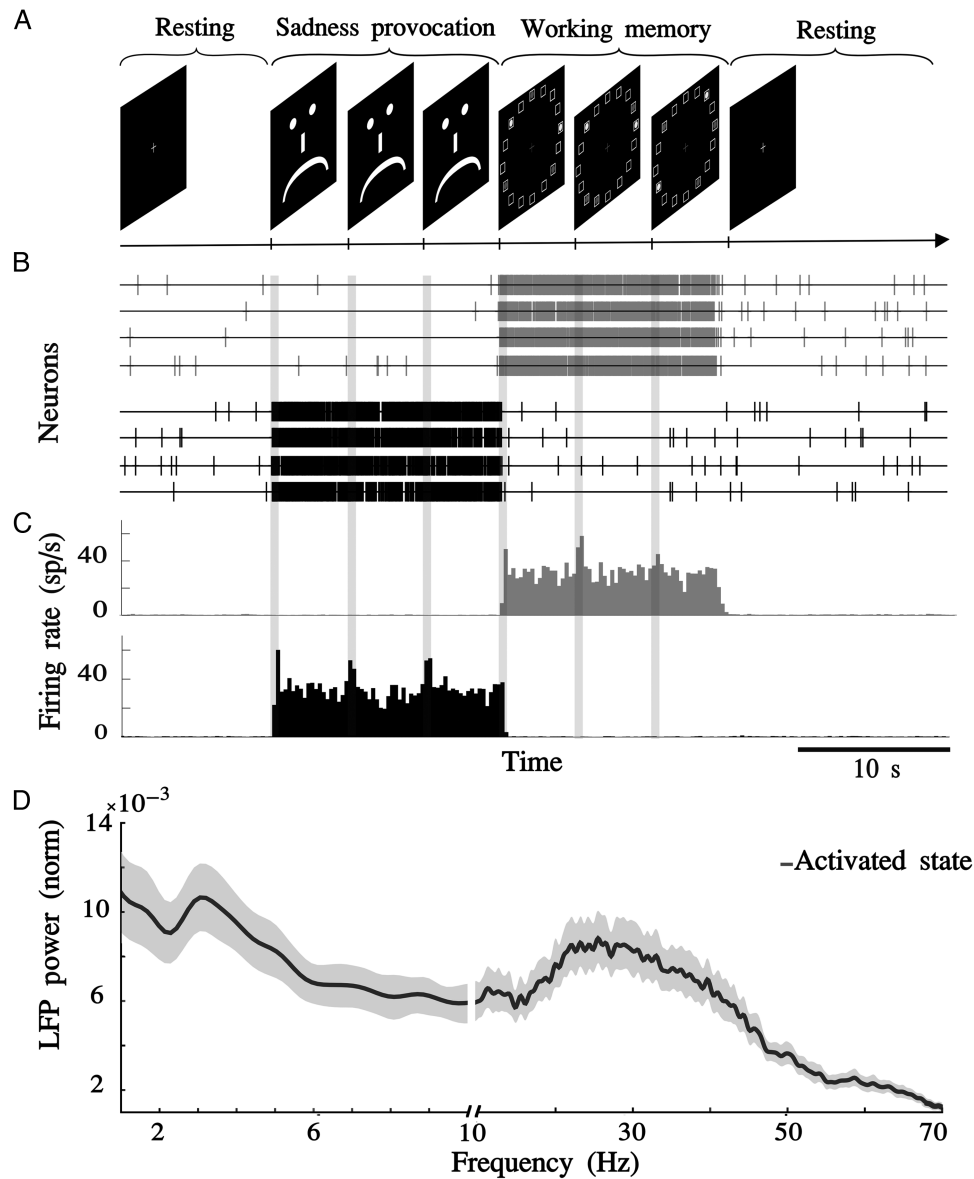 A
Resting Sadness provocation Working memory Resting
B
Neurons
C
Firing rate (sp/s)
40
0
40
0
Time
10 s
D
×10−3
14
10
6
2
LFP power (norm)
Activated state
2 6 10 30 50 70
Frequency (Hz)